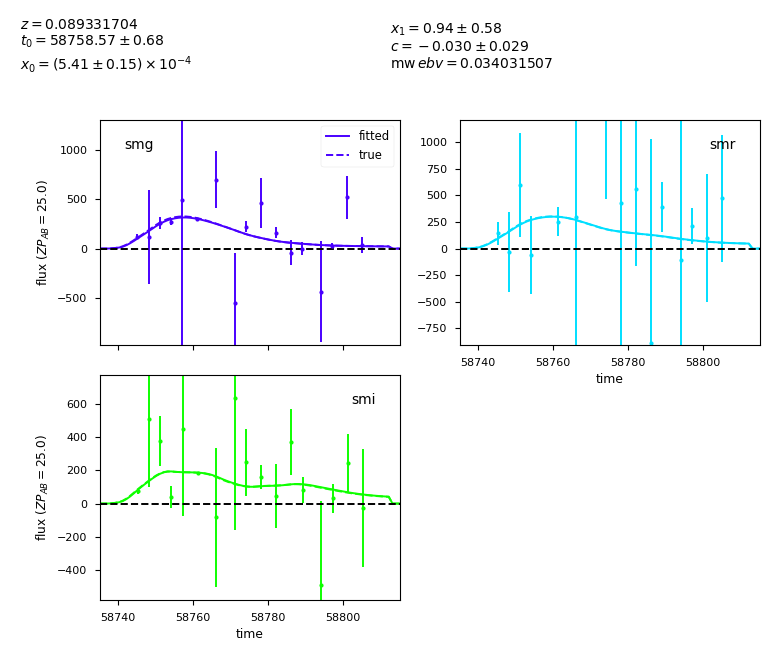 z = 0.089331704
t₀ = 58758.57 ± 0.68
x₀ = (5.41 ± 0.15) × 10⁻⁴
x₁ = 0.94 ± 0.58
c = −0.030 ± 0.029
mw ebv = 0.034031507
smg
fitted
true
1000
500
0
−500
flux (ZP_AB = 25.0)
smr
1000
750
500
250
0
−250
−500
−750
58740 58760 58780 58800
time
smi
600
400
200
0
−200
−400
flux (ZP_AB = 25.0)
58740 58760 58780 58800
time